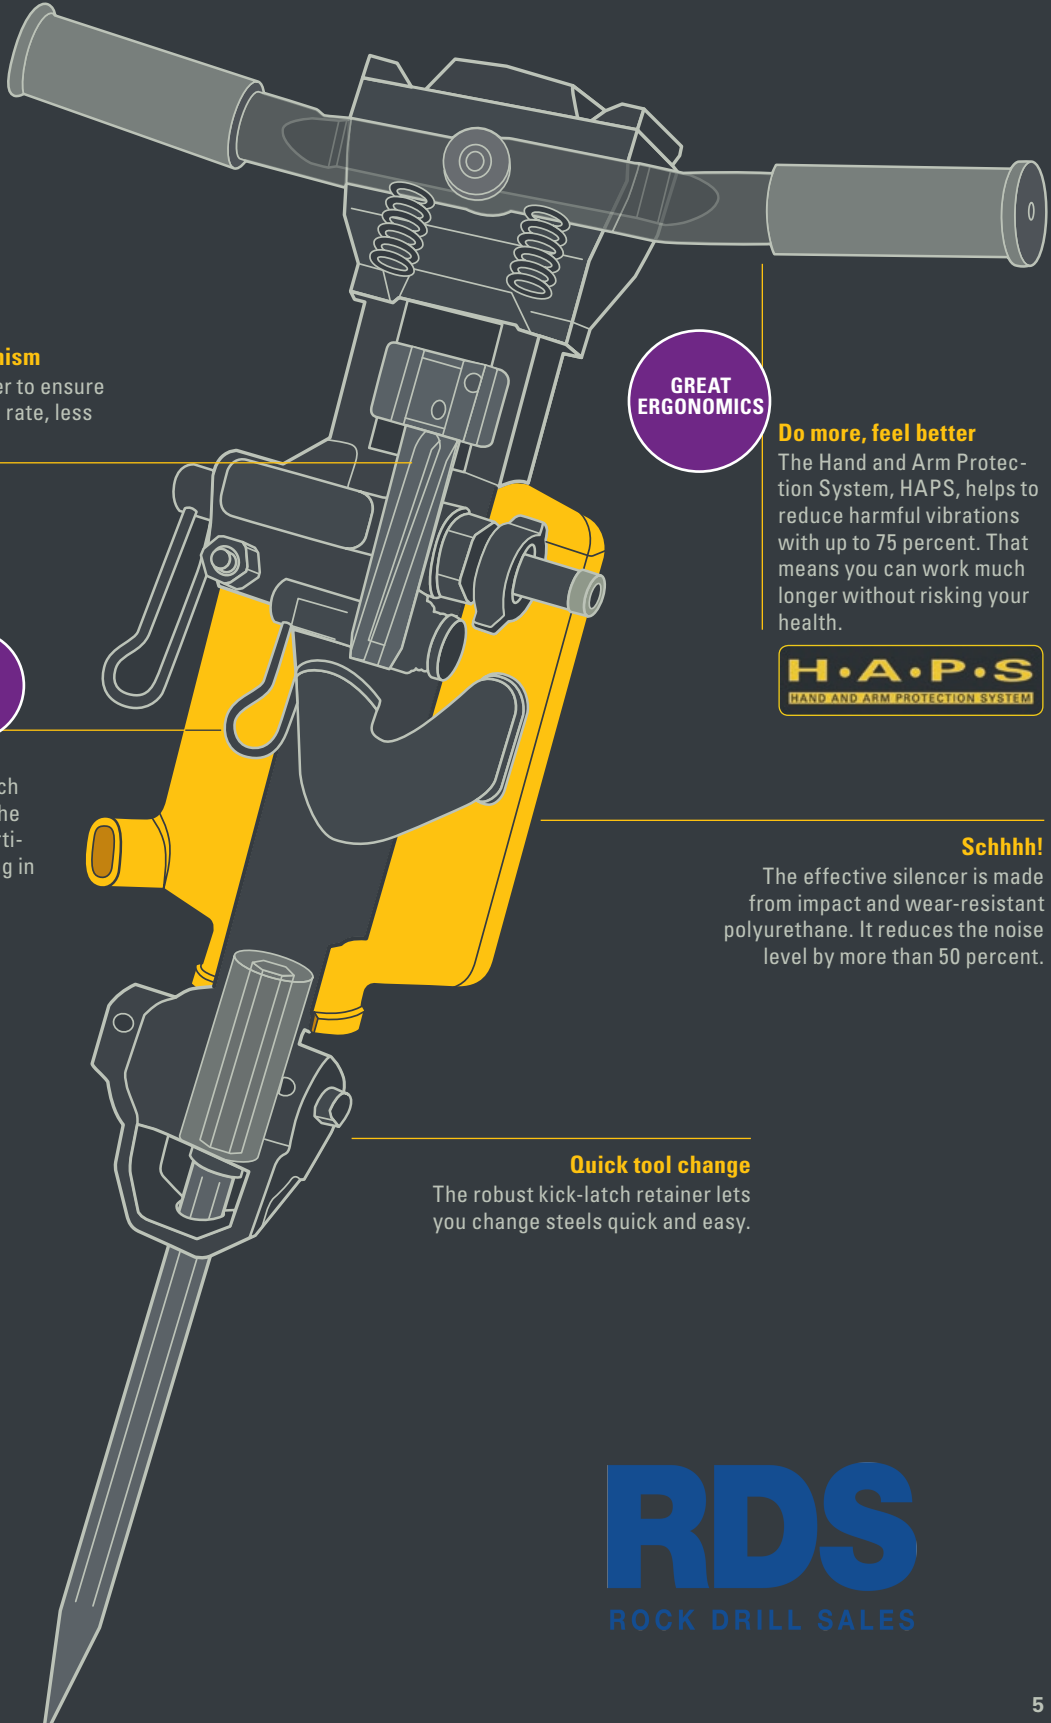 er to ensure
rate, less
GREAT
ERGONOMICS
Do more, feel better
The Hand and Arm Protec-
tion System, HAPS, helps to
reduce harmful vibrations
with up to 75 percent. That
means you can work much
longer without risking your
health.
H•A•P•S
HAND AND ARM PROTECTION SYSTEM
g in
Schhhh!
The effective silencer is made
from impact and wear-resistant
polyurethane. It reduces the noise
level by more than 50 percent.
Quick tool change
The robust kick-latch retainer lets
you change steels quick and easy.
RDS
ROCK DRILL SALES
5